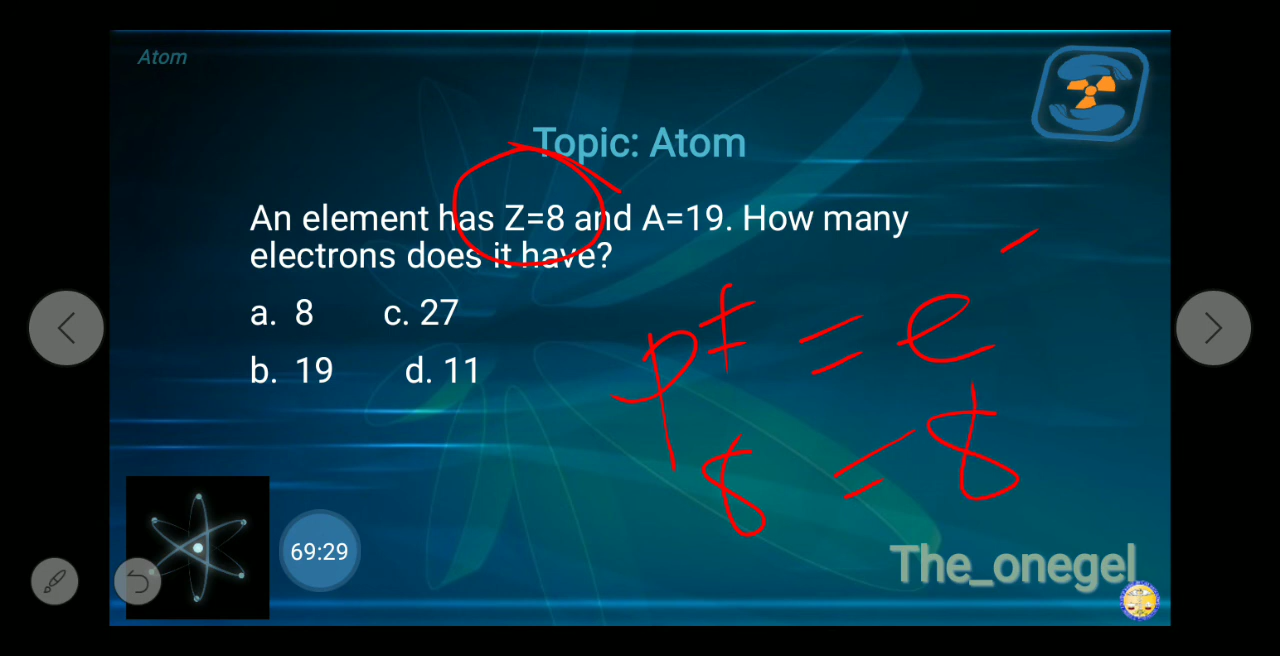 Atom
Topic: Atom
An element has Z=8 and A=19. How many
electrons does it have?
a. 8 c. 27
b. 19 d. 11
p+ = e-
8 = 8
69:29
The_onegel